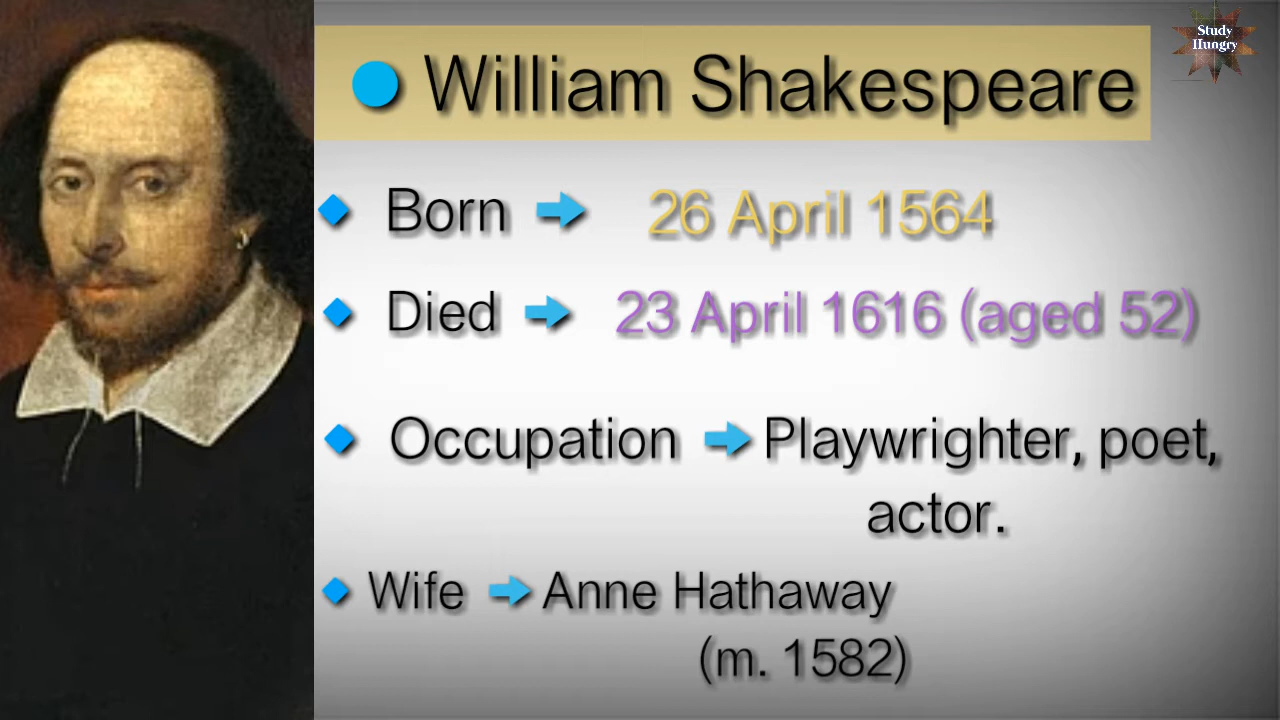 Study
Hungry
William Shakespeare
Born 26 April 1564
Died 23 April 1616 (aged 52)
Occupation Playwrighter, poet,
actor.
Wife Anne Hathaway
(m. 1582)